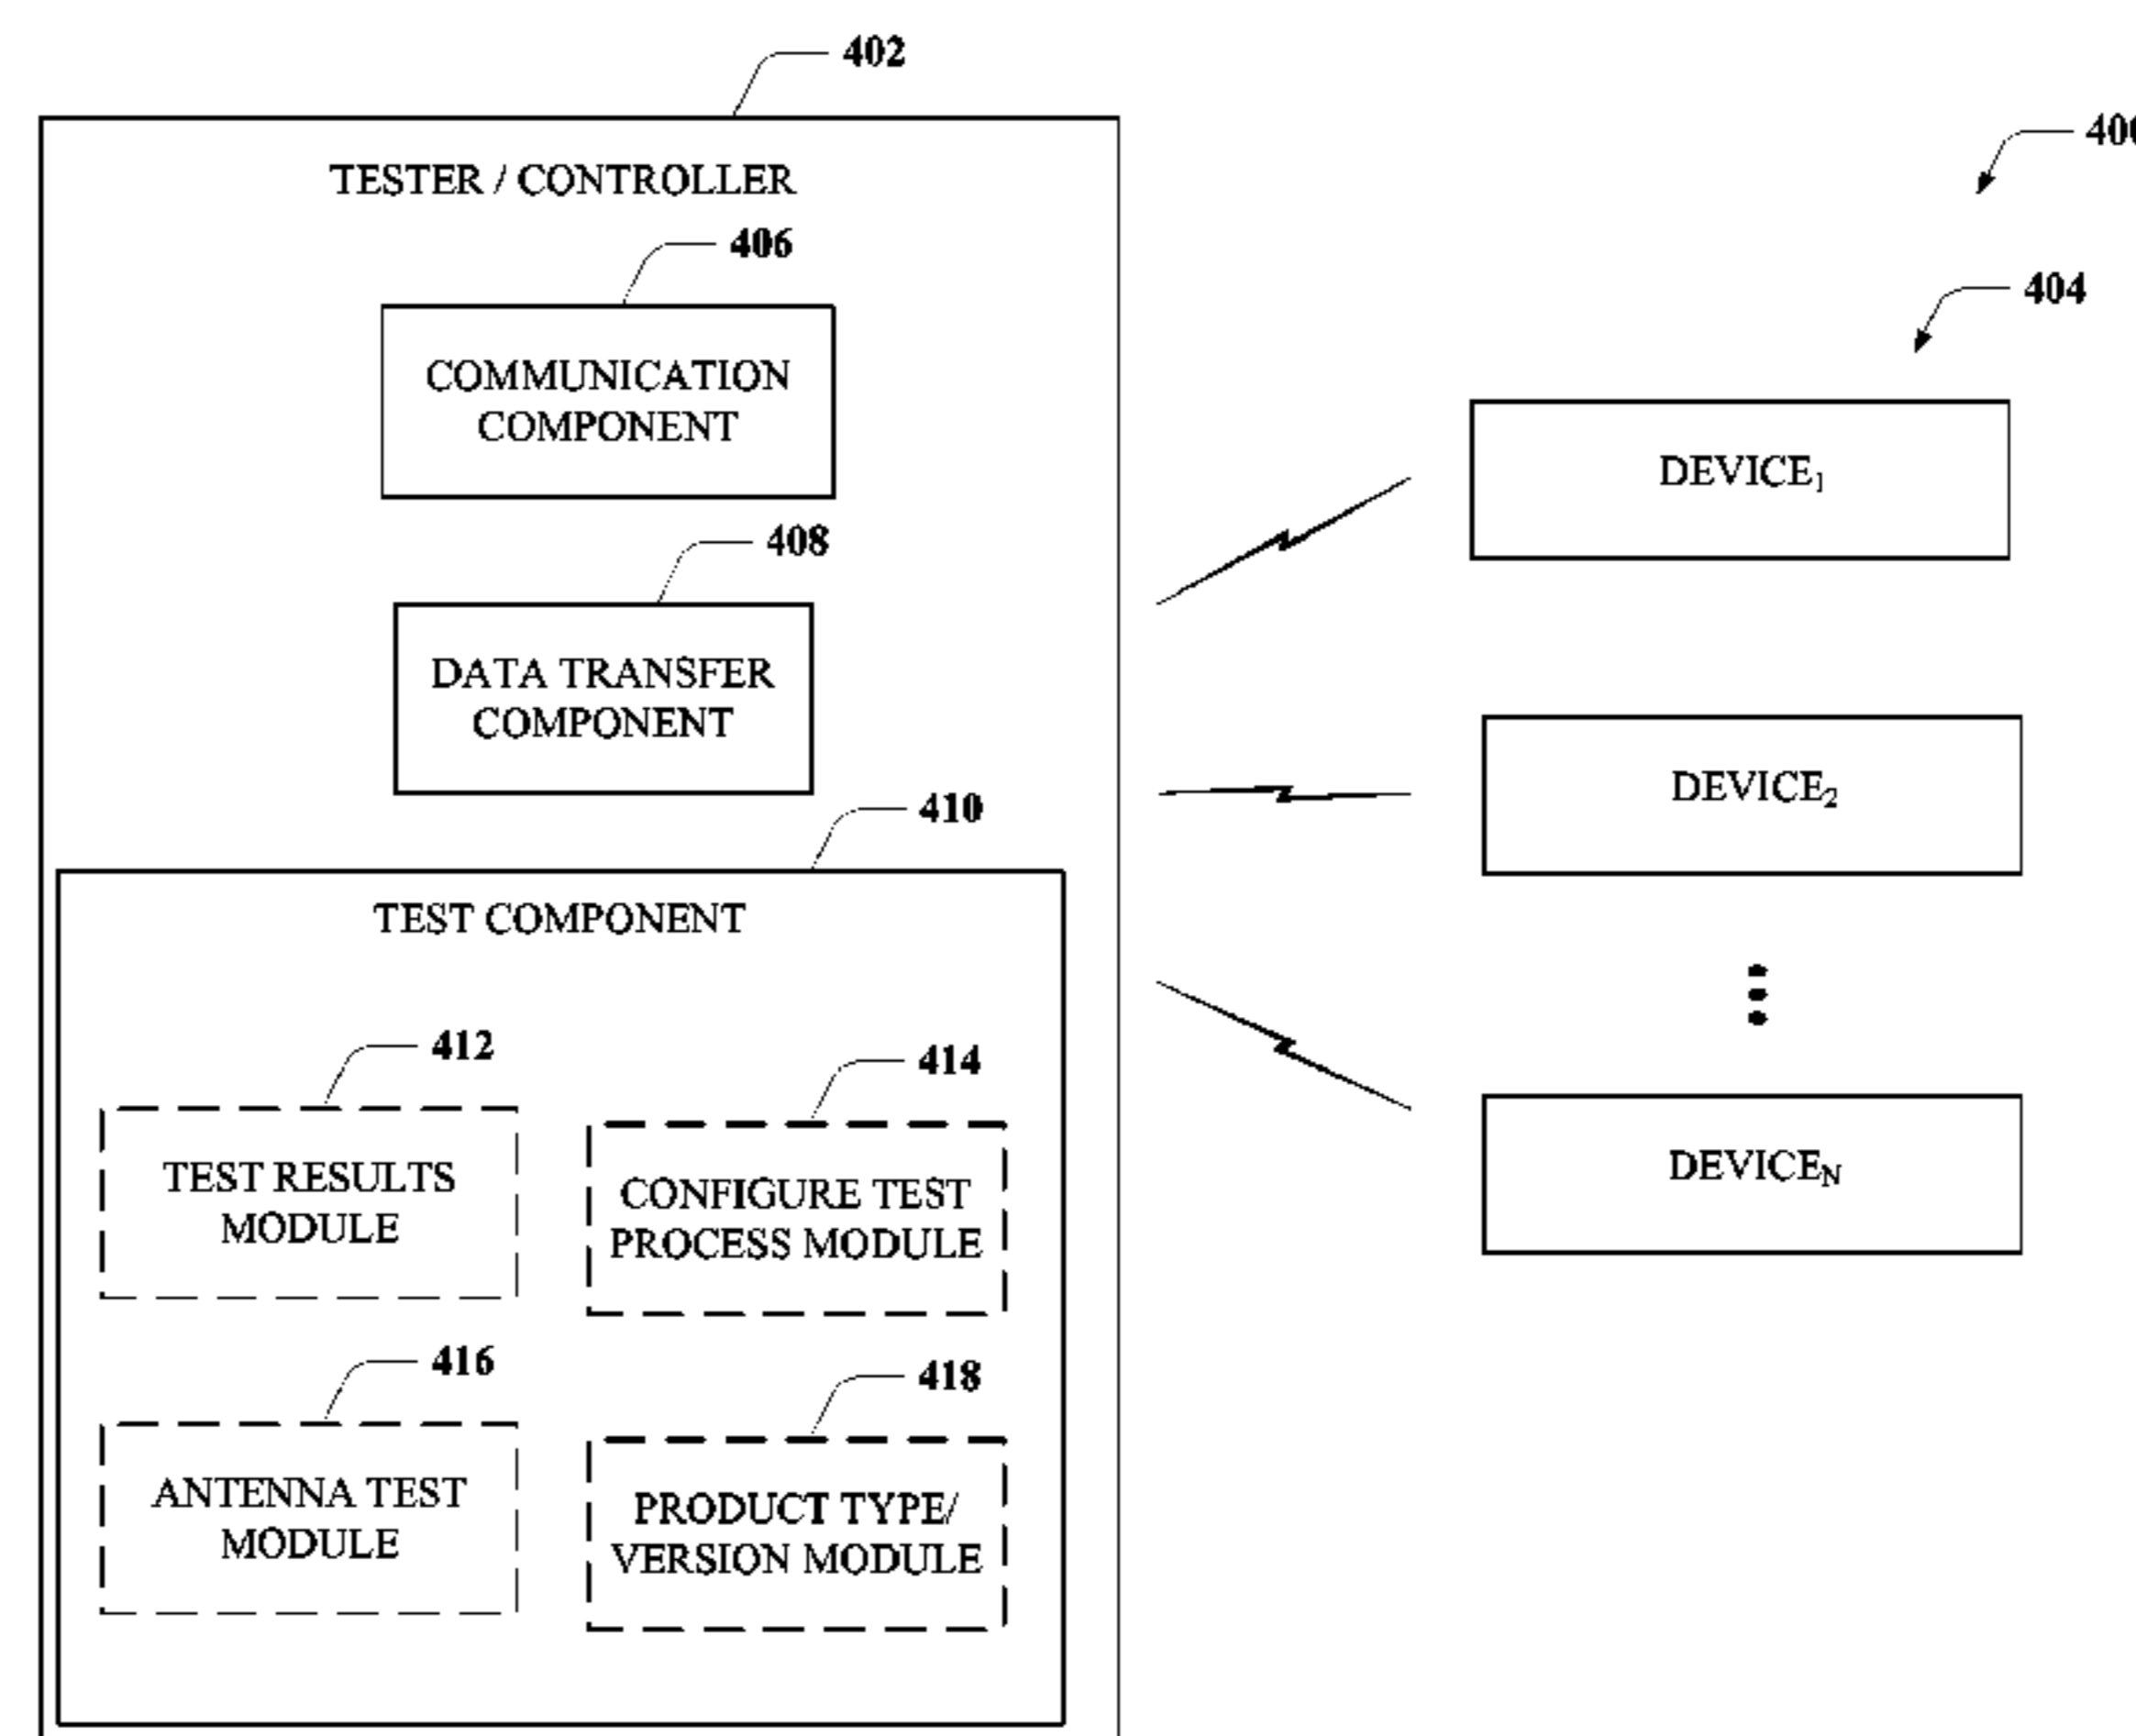 402
400
TESTER / CONTROLLER
406
404
COMMUNICATION
COMPONENT
DEVICE₁
408
DATA TRANSFER
COMPONENT
DEVICE₂
410
TEST COMPONENT
412
414
TEST RESULTS
MODULE
CONFIGURE TEST
PROCESS MODULE
DEVICE_N
416
418
ANTENNA TEST
MODULE
PRODUCT TYPE/
VERSION MODULE